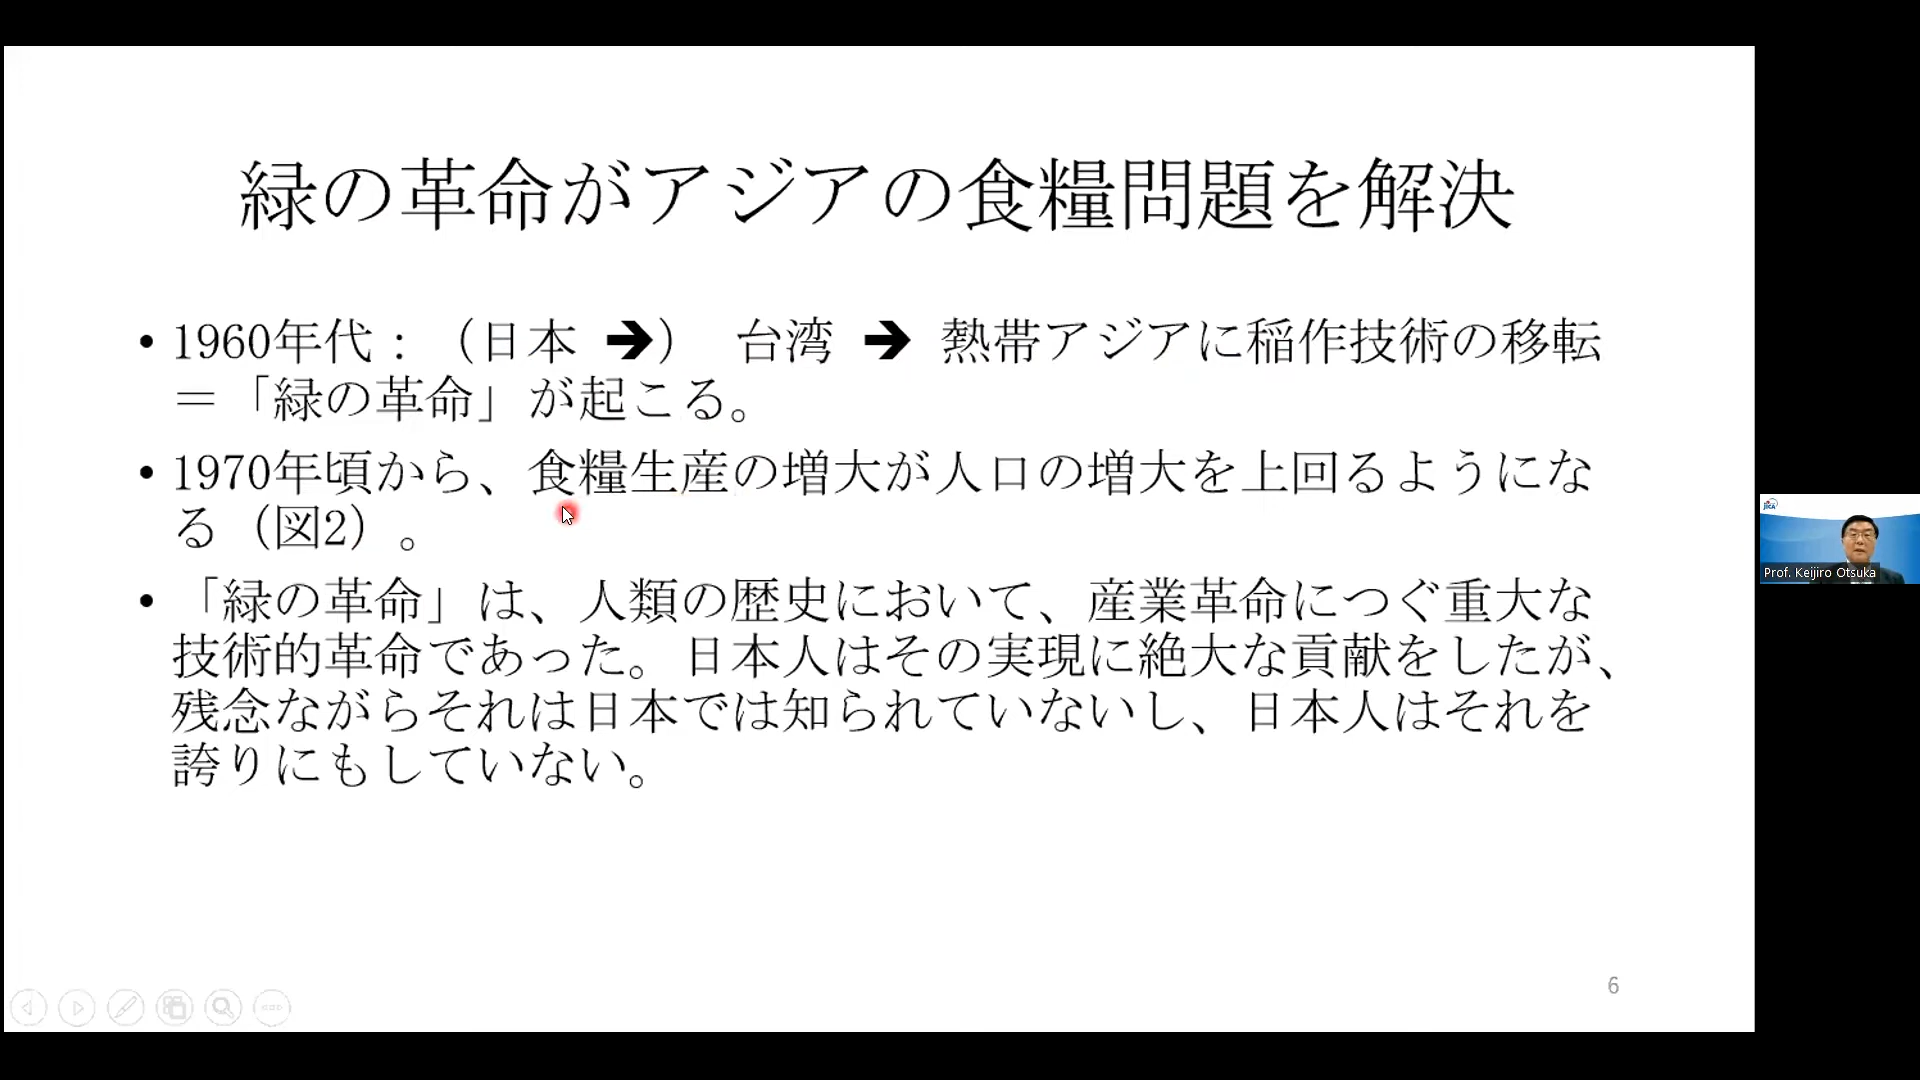 緑の革命がアジアの食糧問題を解決
• 1960年代：（日本 ➔） 台湾 ➔ 熱帯アジアに稲作技術の移転
＝「緑の革命」が起こる。
• 1970年頃から、食糧生産の増大が人口の増大を上回るようにな
る（図2）。
• 「緑の革命」は、人類の歴史において、産業革命につぐ重大な
技術的革命であった。日本人はその実現に絶大な貢献をしたが、
残念ながらそれは日本では知られていないし、日本人はそれを
誇りにもしていない。
6
JICA
Prof. Keijiro Otsuka